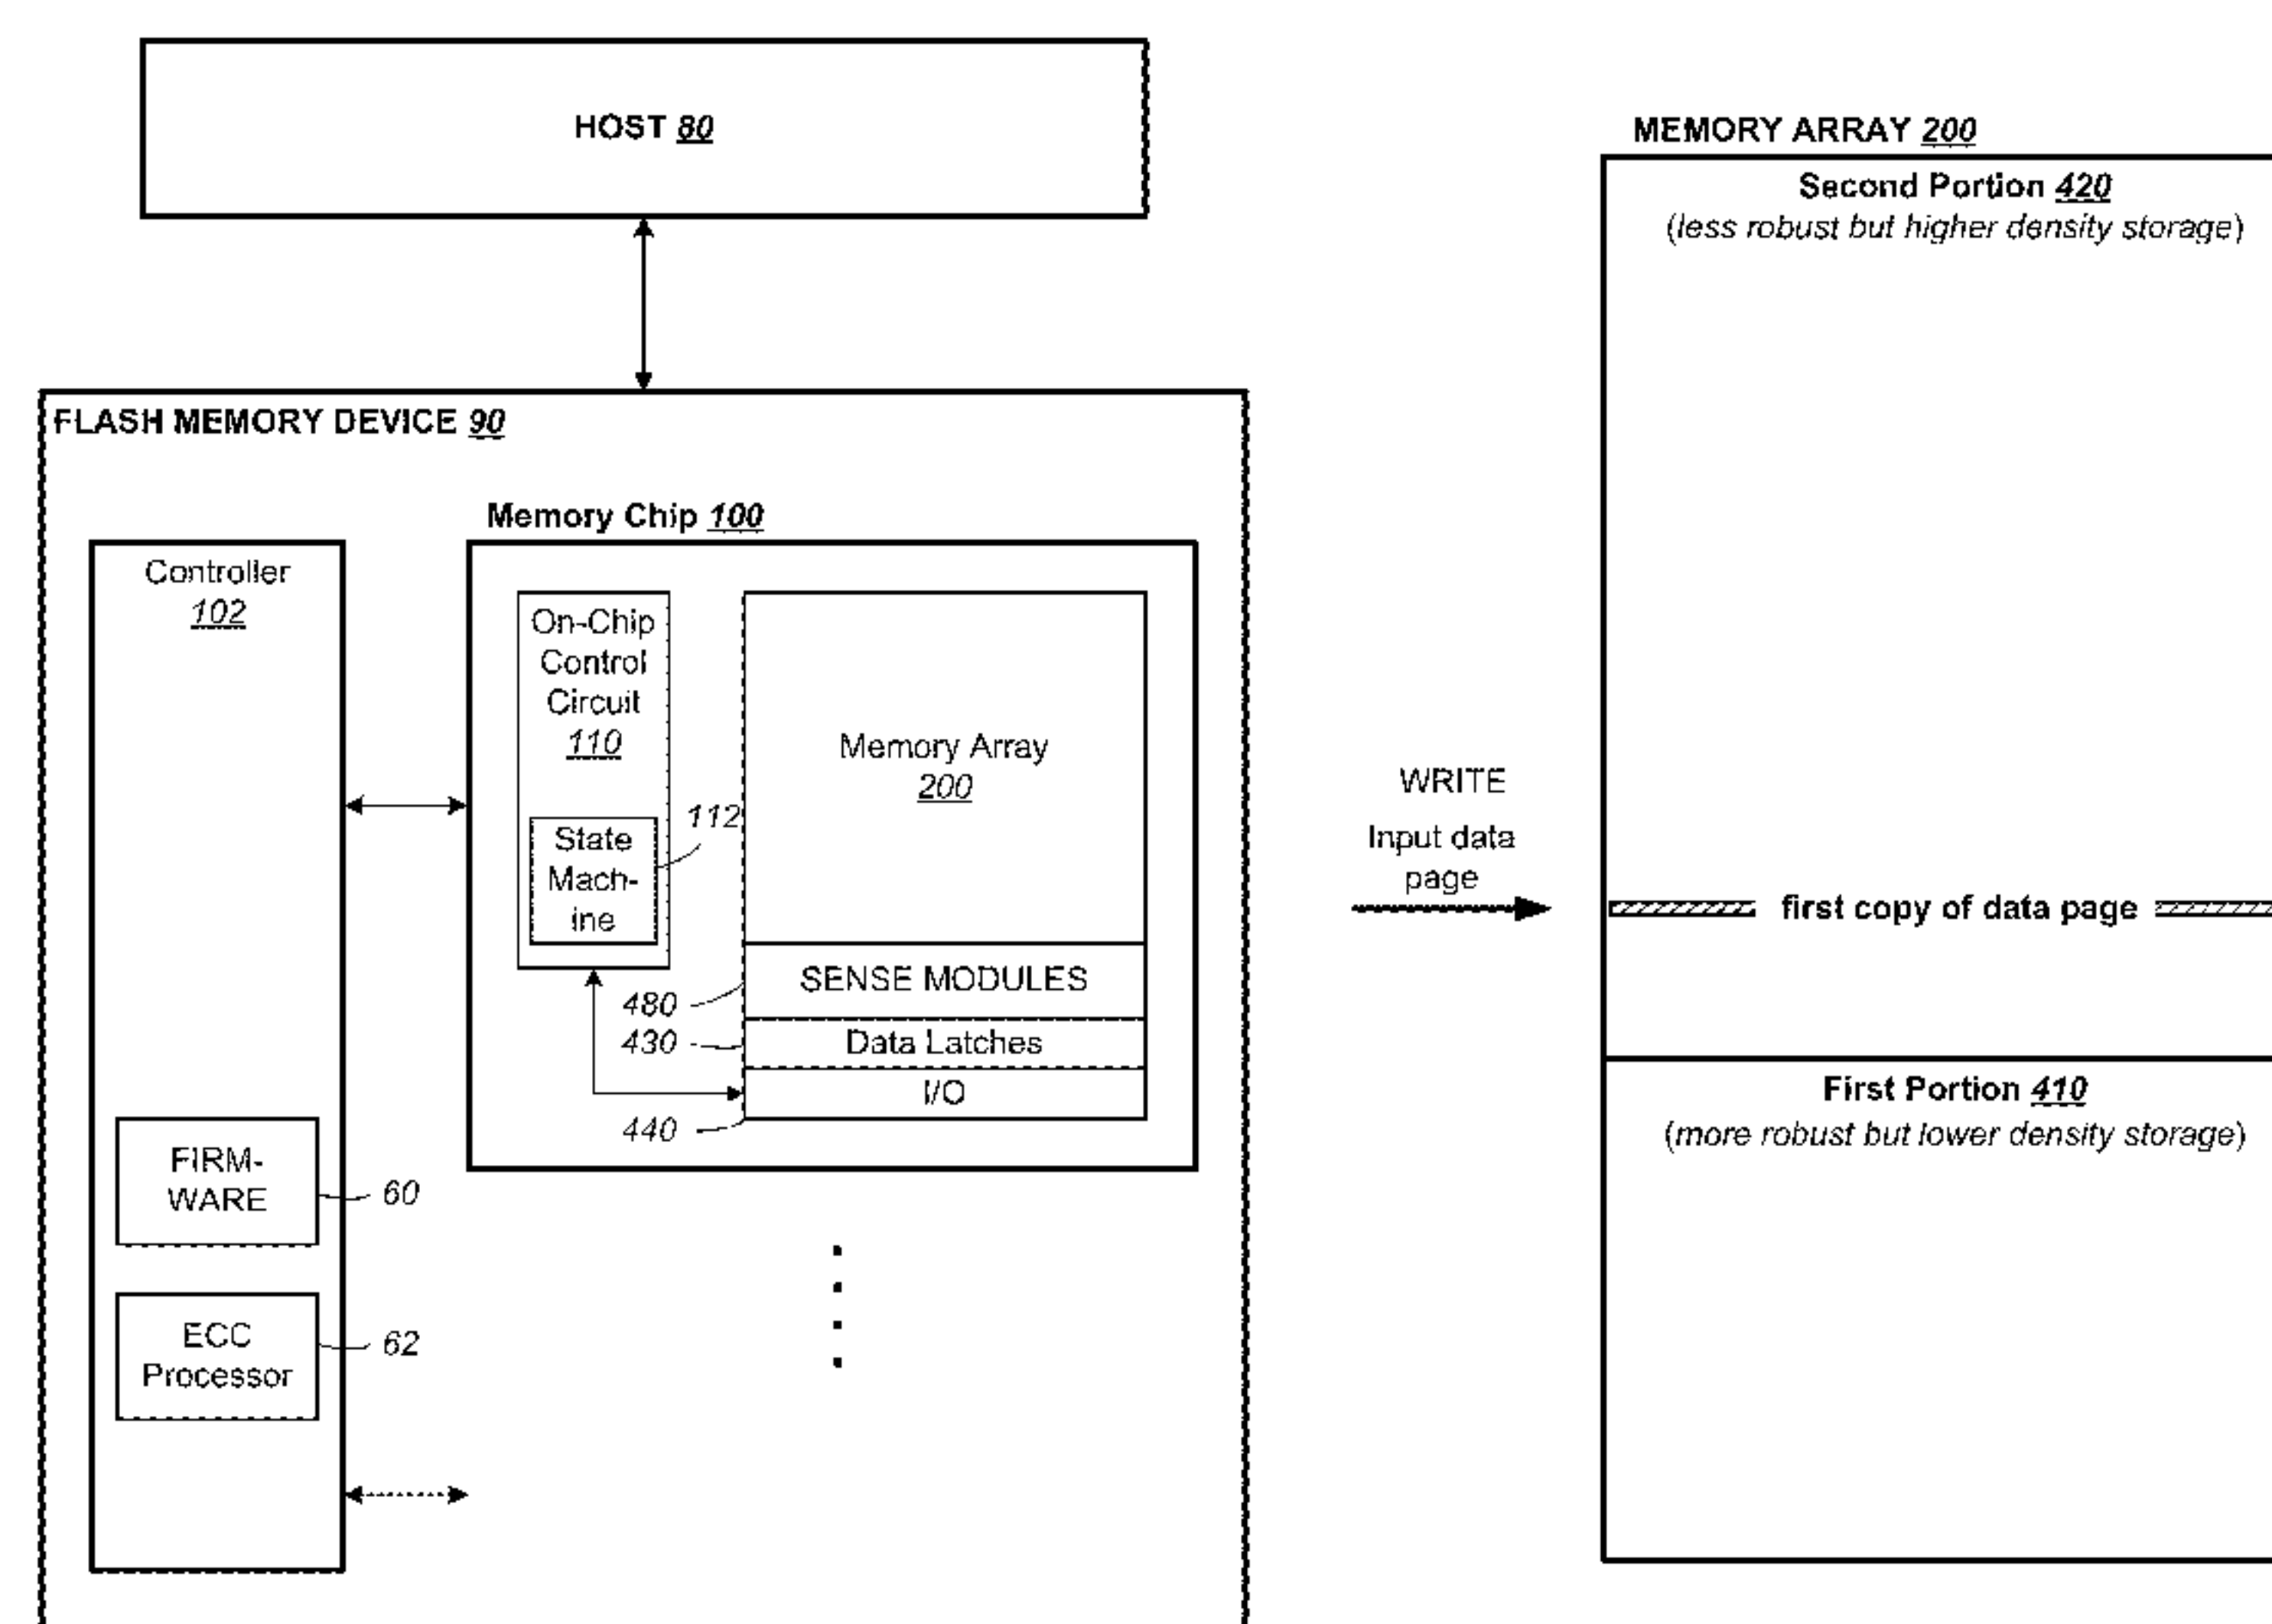 HOST 80
FLASH MEMORY DEVICE 90
Memory Chip 100
Controller
102
On-Chip
Control
Circuit
110
State
Mach-
ine
112
Memory Array
200
SENSE MODULES
480
Data Latches
430
I/O
440
FIRM-
WARE
60
ECC
Processor
62
WRITE
Input data
page
MEMORY ARRAY 200
Second Portion 420
(less robust but higher density storage)
first copy of data page
First Portion 410
(more robust but lower density storage)